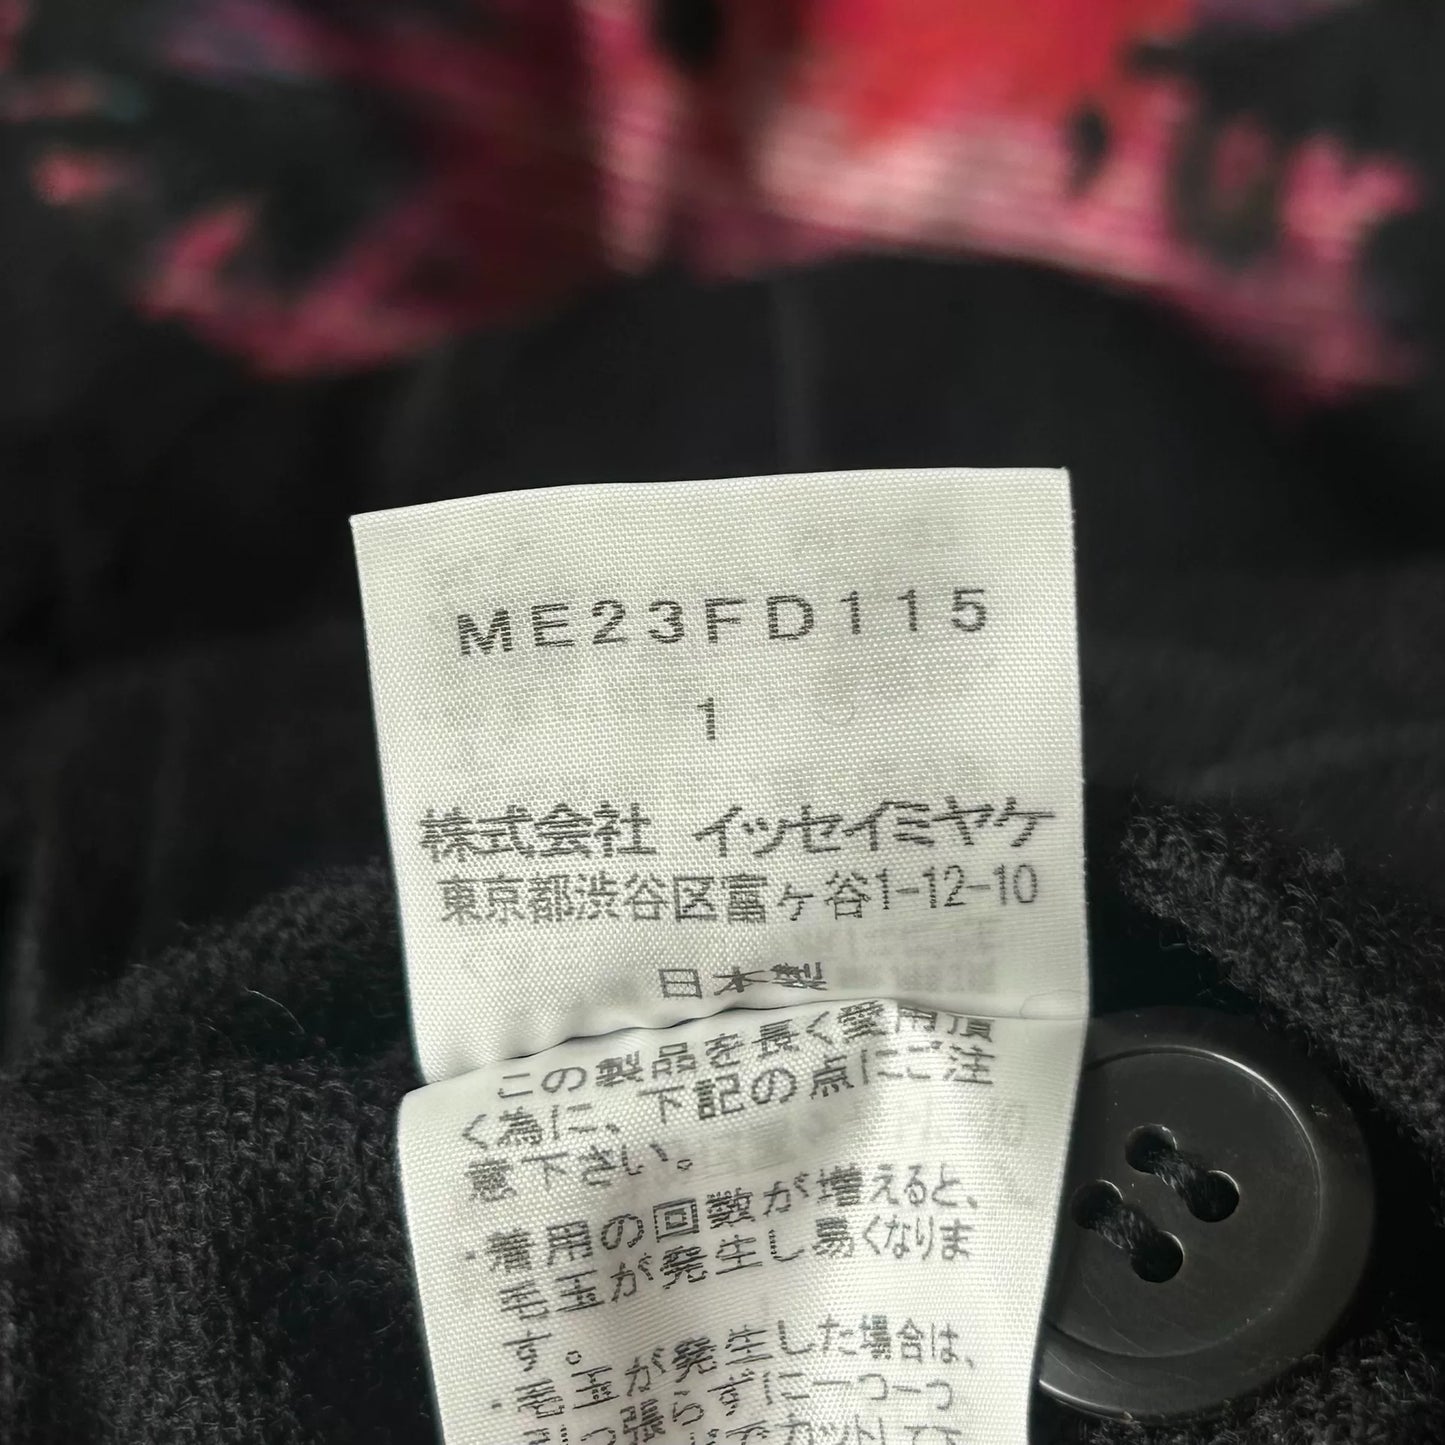 ME23FD115
1
株式会社 イッセイミヤケ
東京都渋谷区富ヶ谷1-12-10
日本製
この製品を長く愛用頂
く為に、下記の点にご注
意下さい。
・着用の回数が増えると、
毛玉が発生し易くなりま
す。
が発生した場合は、